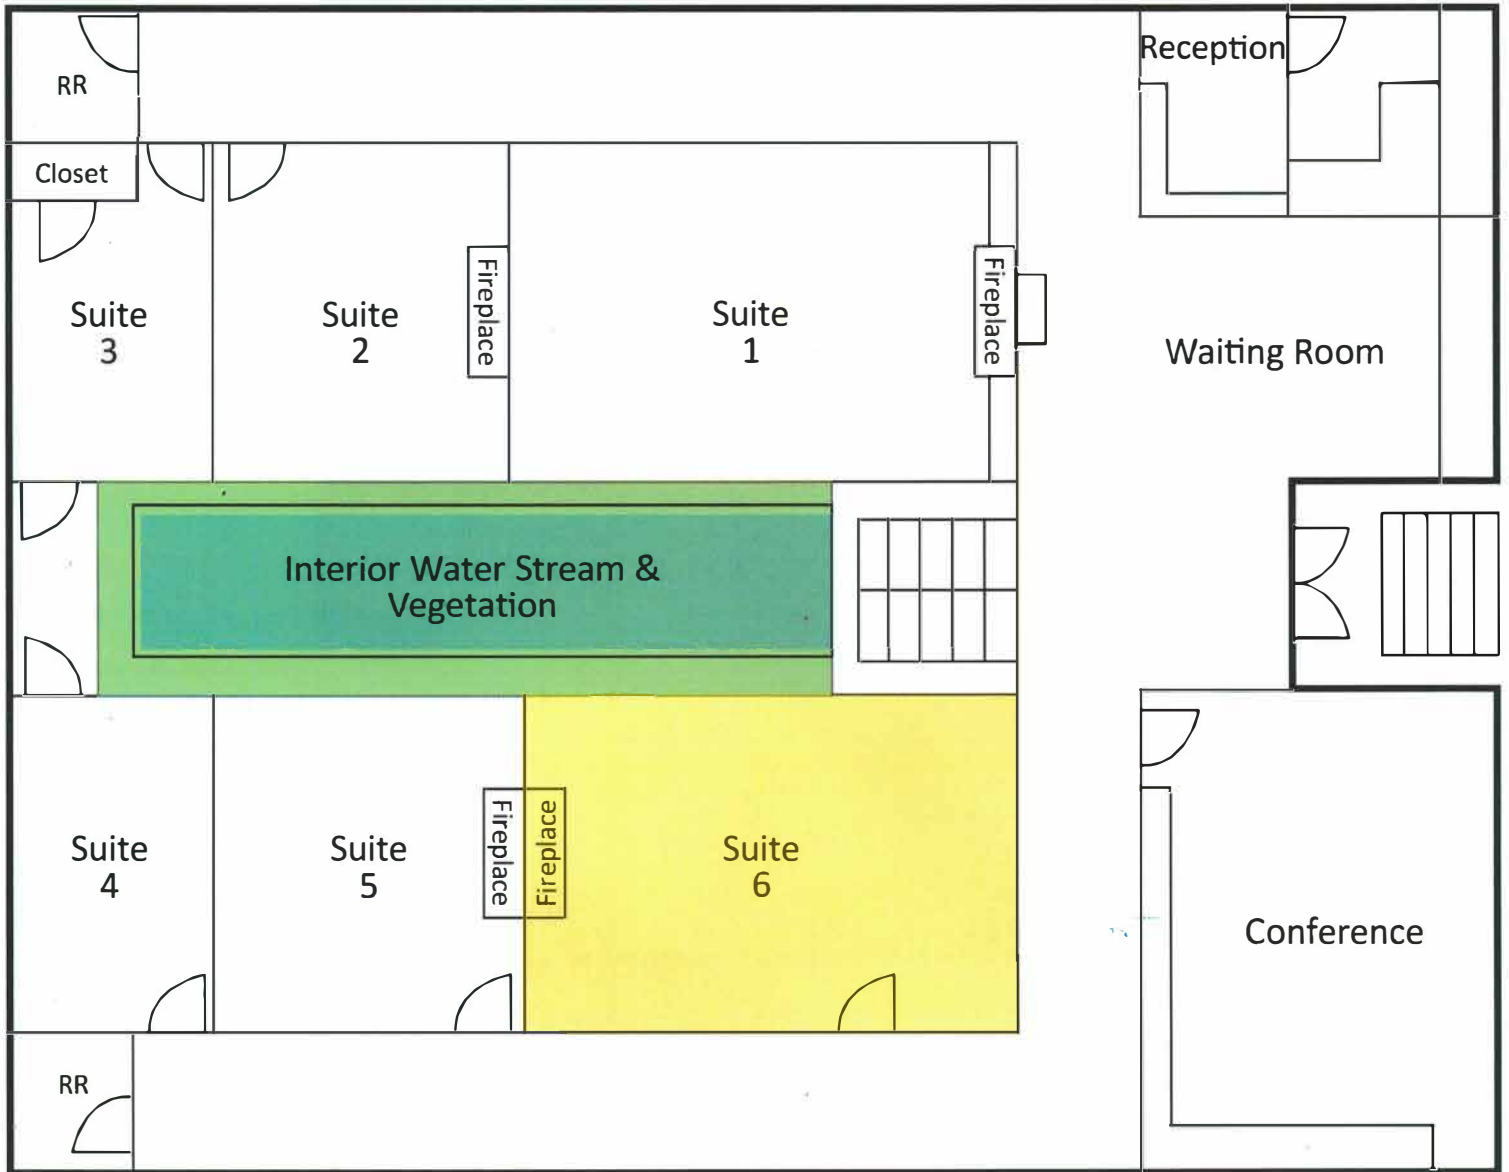 Reception
RR
Closet
Fireplace
Fireplace
Suite
3
Suite
2
Suite
1
Waiting Room
Interior Water Stream &
Vegetation
Fireplace
Fireplace
Suite
4
Suite
5
Suite
6
Conference
RR